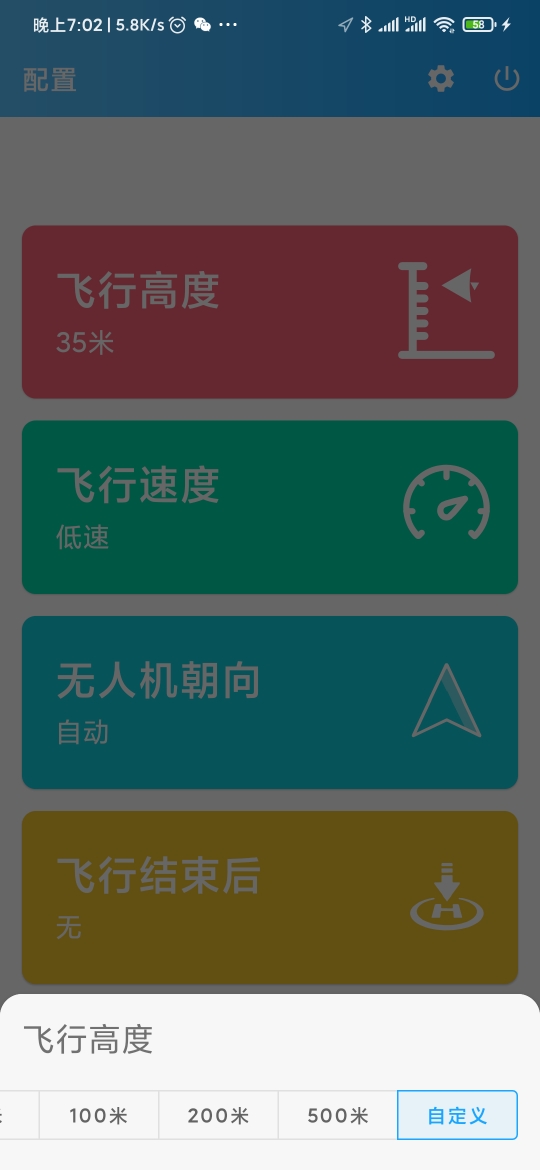 晚上7:02 | 5.8K/s ...
HD
58
配置
飞行高度
35米
飞行速度
低速
无人机朝向
自动
飞行结束后
无
H
飞行高度
米 100米 200米 500米 自定义